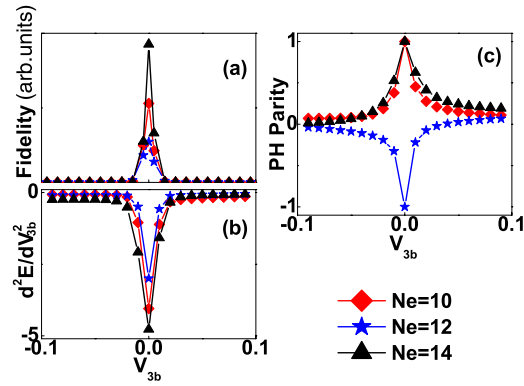 Fidelity (arb.units)
(a)
0
d²E/dV²3b
(b)
-5
-0.1
0.0
0.1
V3b
(c)
1
PH Parity
0
-1
-0.1
0.0
0.1
V3b
Ne=10
Ne=12
Ne=14